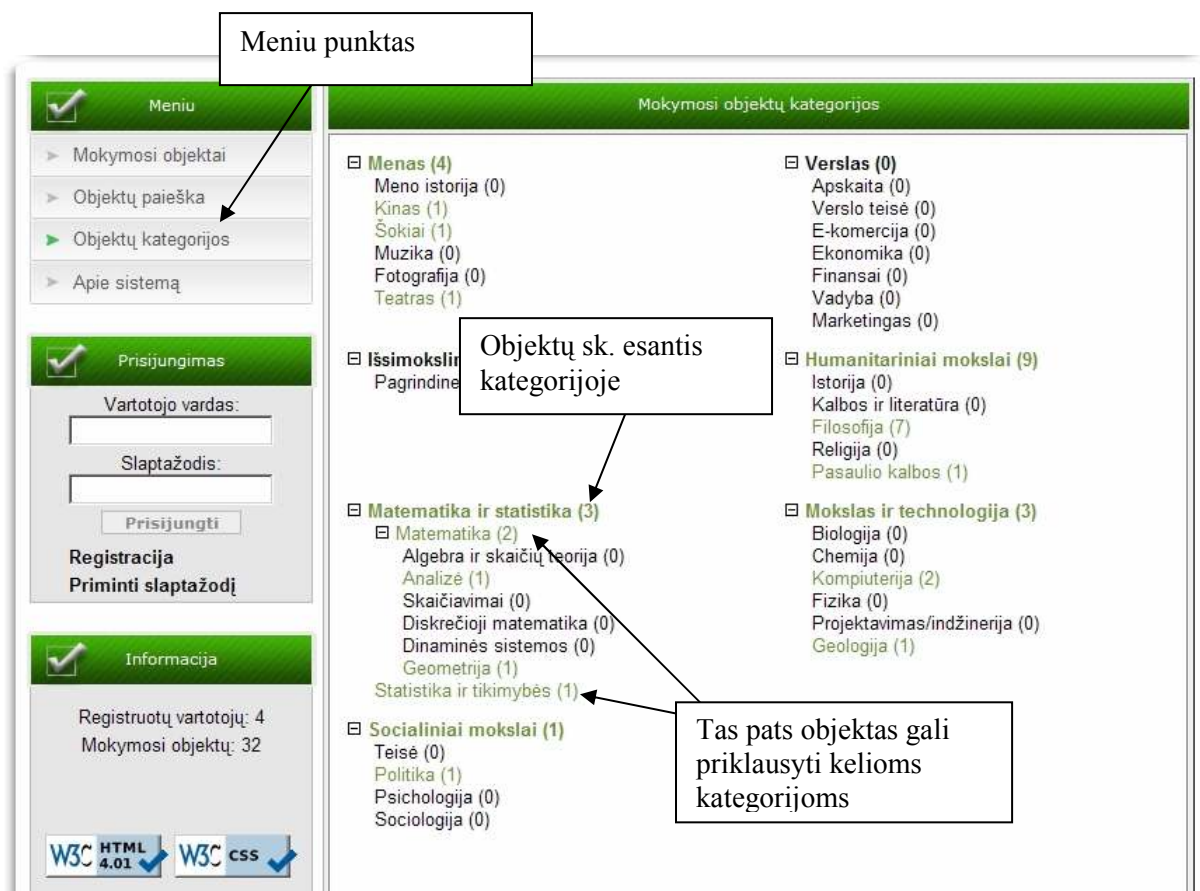 Meniu punktas
Meniu
Mokymosi objektai
Objektų paieška
Objektų kategorijos
Apie sistemą
Prisijungimas
Vartotojo vardas:
Slaptažodis:
Prisijungti
Registracija
Priminti slaptažodį
Informacija
Registruotų vartotojų: 4
Mokymosi objektų: 32
W3C HTML 4.01
W3C css
Mokymosi objektų kategorijos
Menas (4)
Meno istorija (0)
Kinas (1)
Šokiai (1)
Muzika (0)
Fotografija (0)
Teatras (1)
Verslas (0)
Apskaita (0)
Verslo teisė (0)
E-komercija (0)
Ekonomika (0)
Finansai (0)
Vadyba (0)
Marketingas (0)
Objektų sk. esantis
kategorijoje
Humanitariniai mokslai (9)
Istorija (0)
Kalbos ir literatūra (0)
Filosofija (7)
Religija (0)
Pasaulio kalbos (1)
Matematika ir statistika (3)
Matematika (2)
Algebra ir skaičių teorija (0)
Analizė (1)
Skaičiavimai (0)
Diskrečioji matematika (0)
Dinaminės sistemos (0)
Geometrija (1)
Statistika ir tikimybės (1)
Mokslas ir technologija (3)
Biologija (0)
Chemija (0)
Kompiuterija (2)
Fizika (0)
Projektavimas/indžinerija (0)
Geologija (1)
Socialiniai mokslai (1)
Teisė (0)
Politika (1)
Psichologija (0)
Sociologija (0)
Tas pats objektas gali
priklausyti kelioms
kategorijoms